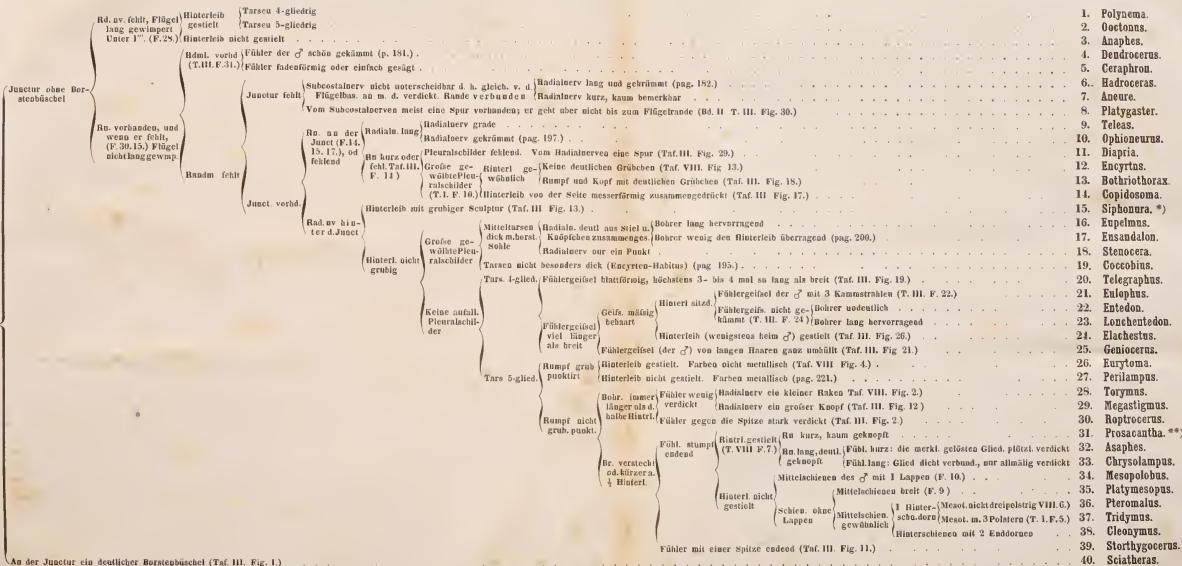 Rd. nv. fehlt, Flügel lang gewimpert Unter 1'''. (F.28.) Hinterleib gestielt Tarsen 4-gliedrig 1. Polynema.
Tarsen 5-gliedrig 2. Ooctonus.
Hinterleib nicht gestielt 3. Anaphes.
Rdml. vorhd (T.III.F.31.) Fühler der ♂ schön gekämmt (p. 181.) 4. Dendrocerus.
Fühler fadenförmig oder einfach gesägt 5. Ceraphron.
Junctur ohne Borstenbüschel
Junctur fehlt Subcostalnerv nicht unterscheidbar d. h. gleich. v. d. Flügelbas. an m. d. verdickt. Rande verbunden Radialnerv lang und gekrümmt (pag. 182.) 6. Hadroceras.
Radialnerv kurz, kaum bemerkbar 7. Aneure.
Vom Subcostalnerven meist eine Spur vorhanden; er geht aber nicht bis zum Flügelrande (Bd. II T. III. Fig. 30.) 8. Platygaster.
Rn. vorhanden, und wenn er fehlt, (F. 30. 15.) Flügel nicht lang gewmp.
Rn. an der Junct (F.14. 15. 17.), od fehlend Radialn. lang Radialnerv grade 9. Teleas.
Radialnerv gekrümmt (pag. 197.) 10. Ophioneurus.
Rn kurz oder fehl. Taf. III. F. 14) Pleuralschilder fehlend. Vom Radialnerven eine Spur (Taf. III. Fig. 29.) 11. Diapria.
Große gewölbte Pleuralschilder (T. I. F. 10.) Hinterl gewöhnlich Keine deutlichen Grübchen (Taf. VIII. Fig 13.) 12. Encyrtus.
Rumpf und Kopf mit deutlichen Grübchen (Taf. III. Fig. 18.) 13. Bothriothorax.
Hinterleib von der Seite messerförmig zusammengedrückt (Taf. III Fig. 17.) 14. Copidosoma.
Randm fehlt
Junct. vorhd.
Rad. nv hinter d. Junct Hinterleib mit grubiger Sculptur (Taf. III Fig. 13.) 15. Siphonura. *)
Hinterl. nicht grubig Große gewölbte Pleuralschilder Mitteltarsen dick m. borst. Sohle Radialn. deutl aus Stiel u. Knöpfchen zusammenges. Bohrer lang hervorragend 16. Eupelmus.
Bohrer wenig den Hinterleib überragend (pag. 200.) 17. Eusandalon.
Radialnerv nur ein Punkt 18. Stenocera.
Tarsen nicht besonders dick (Encyrten-Habitus) (pag 195.) 19. Coccobius.
Keine aufall. Pleuralschilder Tars. 4-glied. Fühlergeifsel blattförmig, höchstens 3- bis 4 mal so lang als breit (Taf. III. Fig. 19.) 20. Telegraphus.
Fühlergeifsel viel länger als breit Geifs. mäßig behaart Hinterl sitzd. Fühlergeifsel der ♂ mit 3 Kammstrahlen (T. III. F. 22.) 21. Eulophus.
Fühlergeifs. nicht gekämmt (T. III. F. 24) Bohrer undeutlich 22. Entedon.
Bohrer lang hervorragend 23. Lonchentedon.
Hinterleib (wenigstens beim ♂) gestielt (Taf. III. Fig. 26.) 24. Elachestus.
Fühlergeifsel (der ♂) von langen Haaren ganz umhüllt (Taf. III. Fig 21.) 25. Geniocerus.
Tars 5-glied. Rumpf grub punktirt Hinterleib gestielt. Farben nicht metallisch (Taf. VIII Fig. 4.) 26. Eurytoma.
Hinterleib nicht gestielt. Farben metallisch (pag. 221.) 27. Perilampus.
Rumpf nicht grub. punkt. Bohr. immer länger als d. halbe Hintrl. Fühler wenig verdickt Radialnerv ein kleiner Haken Taf. VIII. Fig. 2.) 28. Torymus.
Radialnerv ein großer Knopf (Taf. III. Fig. 12) 29. Megastigmus.
Fühler gegen die Spitze stark verdickt (Taf. III. Fig. 2.) 30. Roptrocerus.
Br. versteckt od. kürzer a. ½ Hinterl. Fühl. stumpf endend Hintrl. gestielt (T. VIII F.7.) Rn kurz, kaum geknopft 31. Prosacantha. **)
Rn. lang, deutl. geknopft Fühl. kurz: die merkl. gelösten Glied. plötzl. verdickt 32. Asaphes.
Fühl. lang: Glied dicht verbund., nur allmälig verdickt 33. Chrysolampus.
Hinterl. nicht gestielt Mittelschienen des ♂ mit 1 Lappen (F. 10.) 34. Mesopolobus.
Schien. ohne Lappen Mittelschienen breit (F. 9) 35. Platymesopus.
Mittelschien. gewöhnlich 1 Hinterschn. dorn Mesot. nicht dreipolstrig VIII. 6.) 36. Pteromalus.
Mesot. m. 3 Polstern (T. I. F. 5.) 37. Tridymus.
Hinterschienen mit 2 Enddornen 38. Cleonymus.
Fühler mit einer Spitze endend (Taf. III. Fig. 11.) 39. Storthygocerus.
An der Junctur ein deutlicher Borstenbüschel (Taf. III. Fig. 1.) 40. Sciatheras.